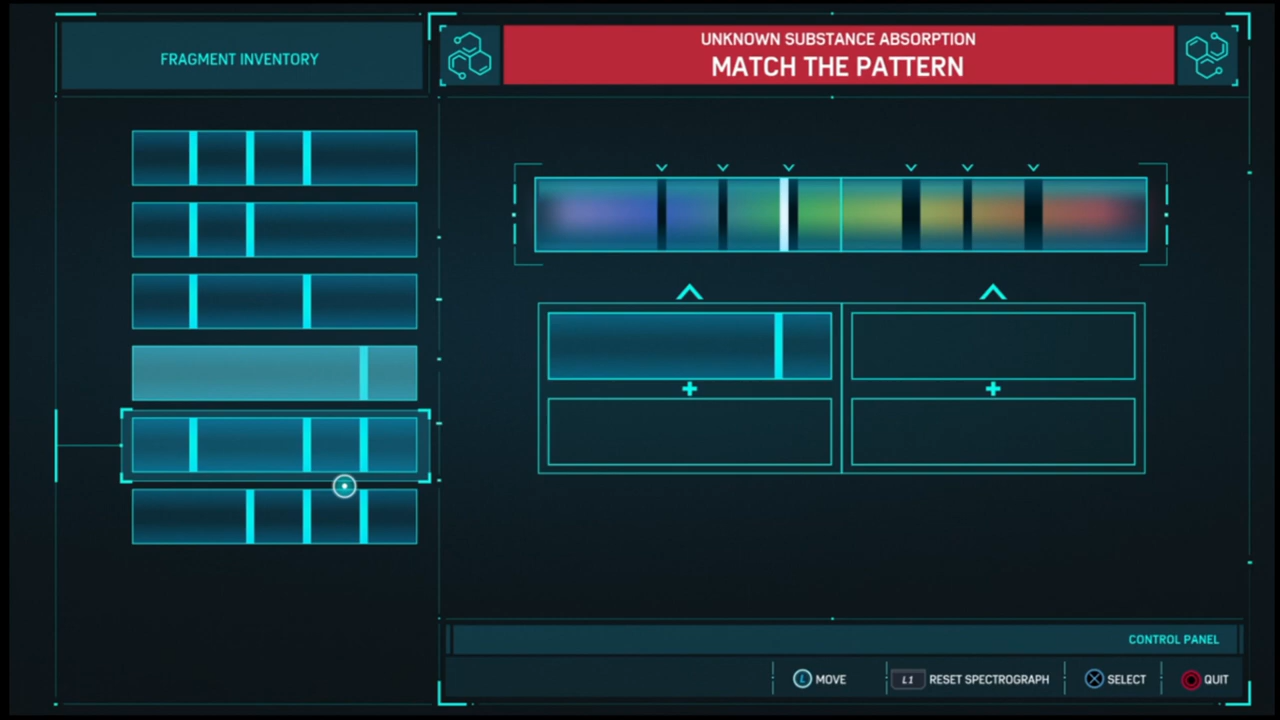 FRAGMENT INVENTORY
UNKNOWN SUBSTANCE ABSORPTION
MATCH THE PATTERN
CONTROL PANEL
L MOVE
L1 RESET SPECTROGRAPH
SELECT
QUIT